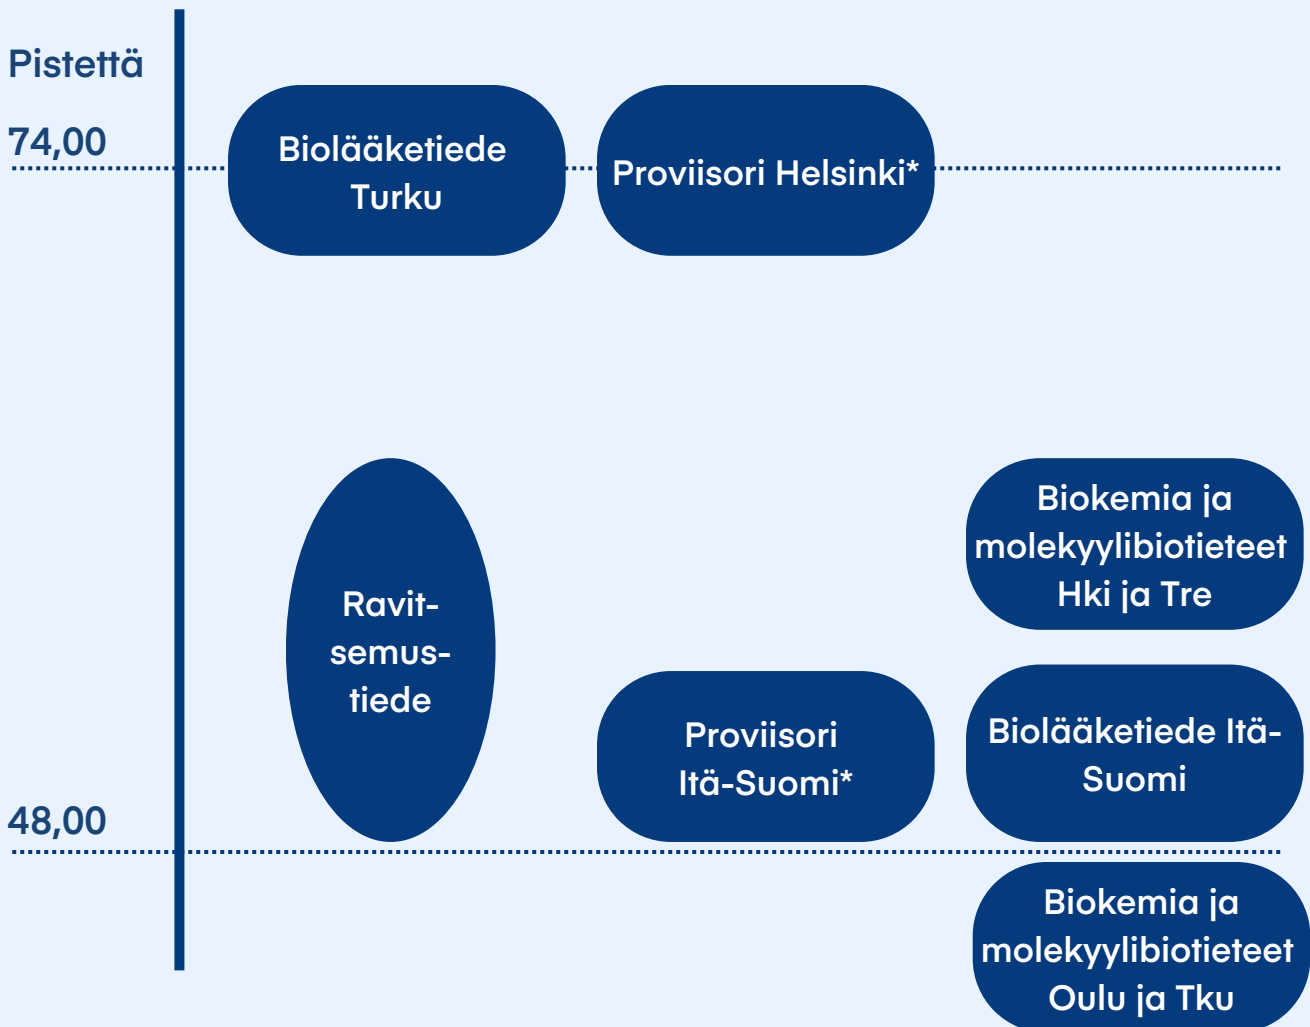 Pistettä
74,00
Biolääketiede
Turku
Proviisori Helsinki*
Ravit-
semus-
tiede
Proviisori
Itä-Suomi*
Biokemia ja
molekyylibiotieteet
Hki ja Tre
Biolääketiede Itä-
Suomi
48,00
Biokemia ja
molekyylibiotieteet
Oulu ja Tku